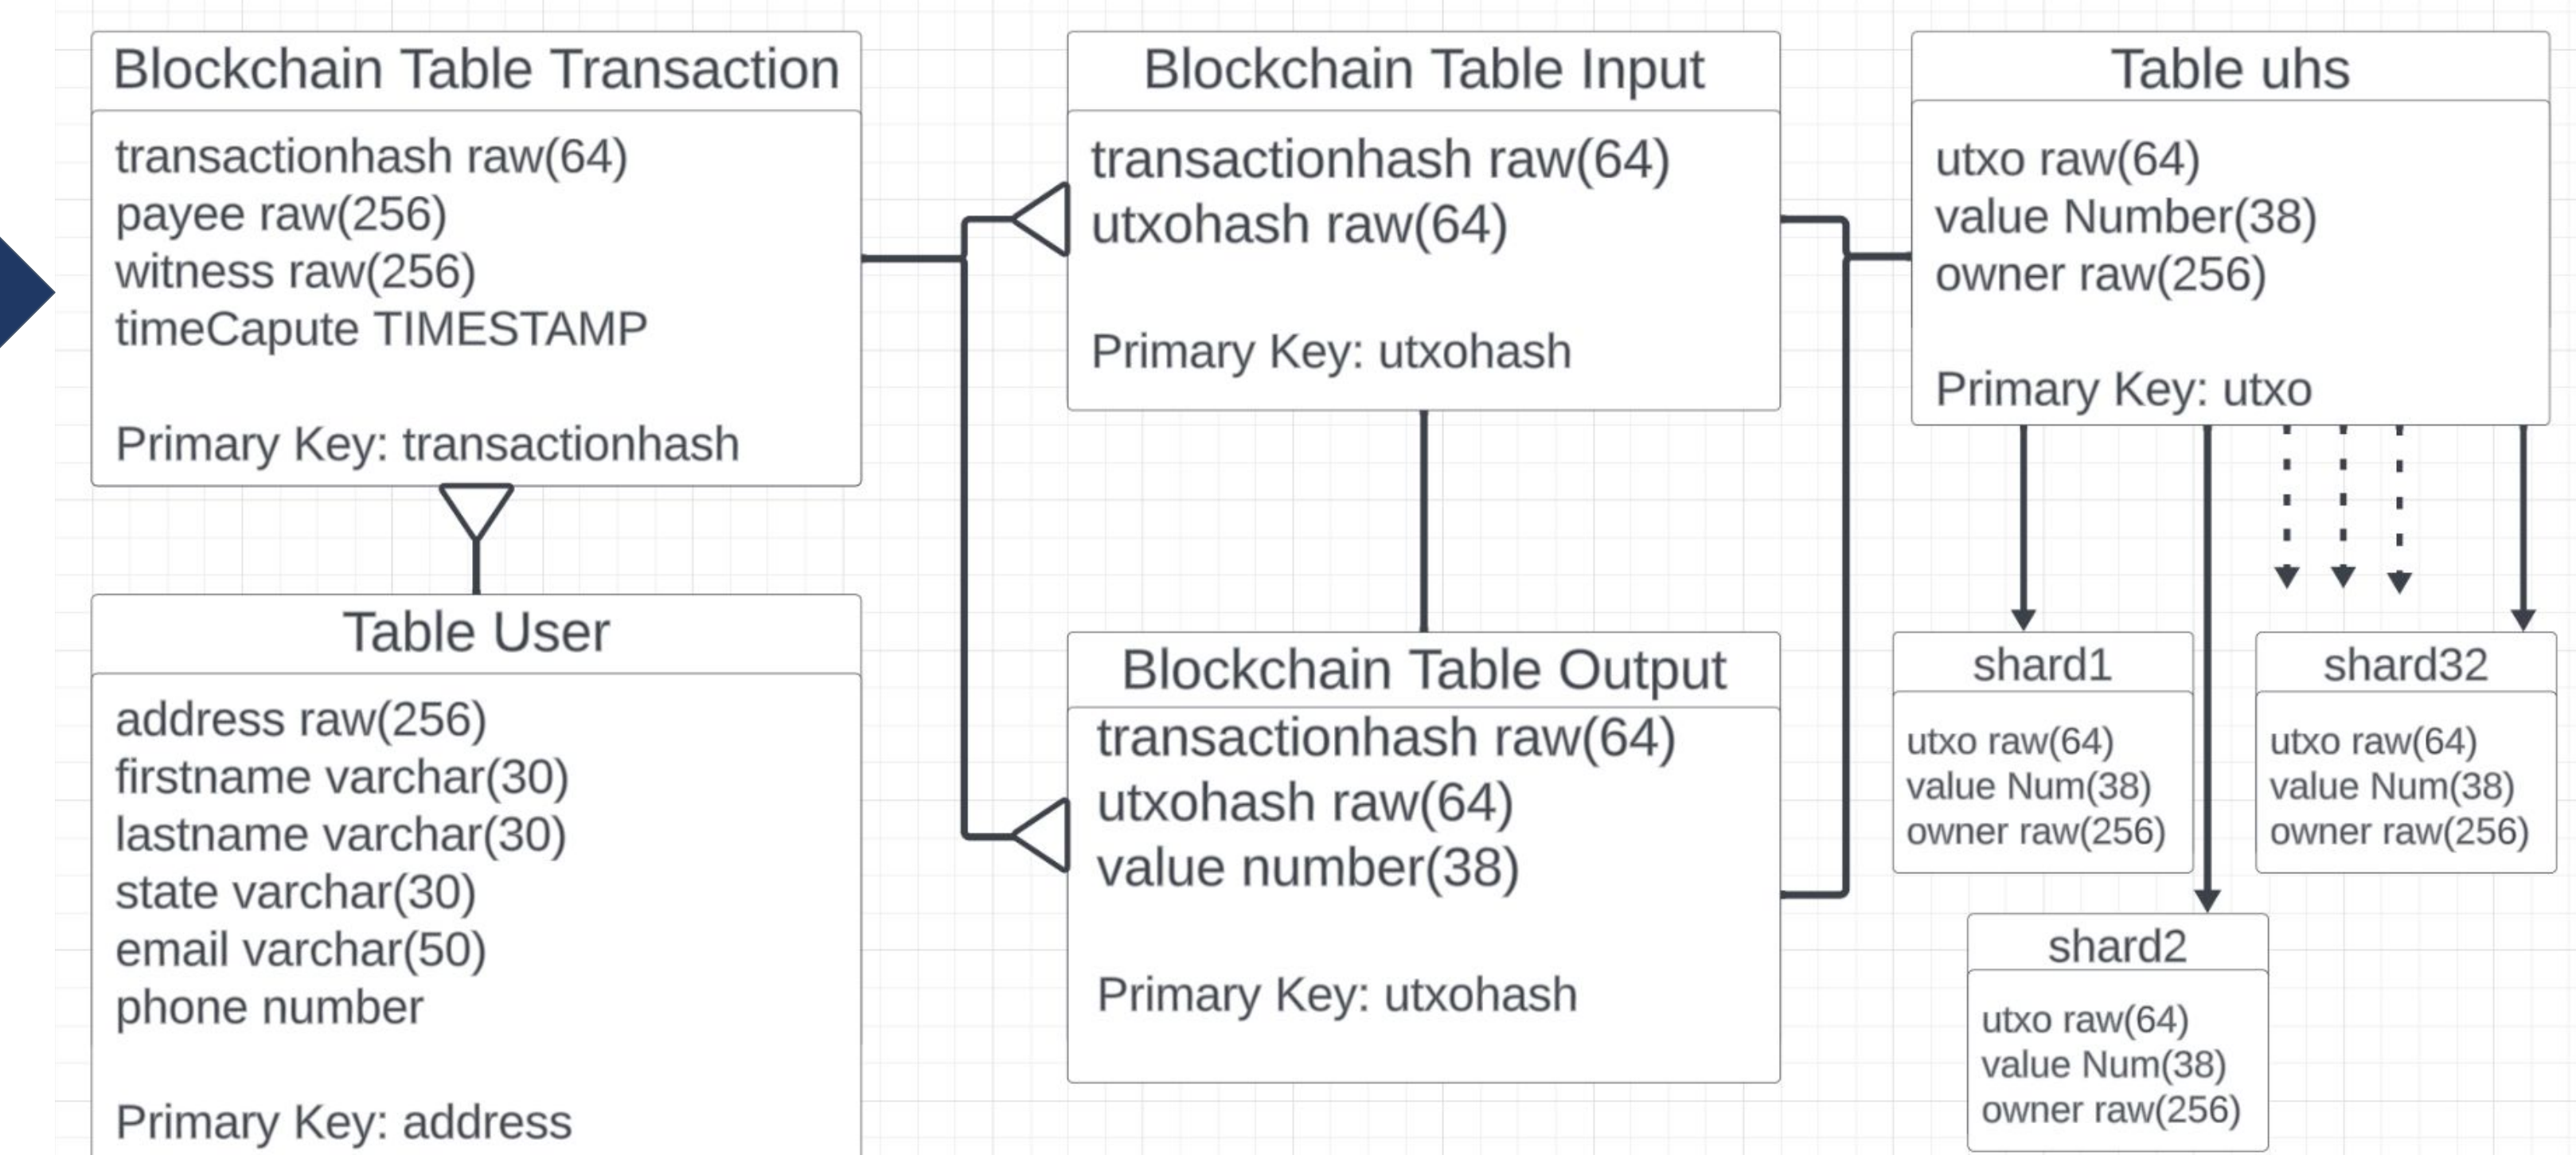 Blockchain Table Transaction
transactionhash raw(64)
payee raw(256)
witness raw(256)
timeCapute TIMESTAMP
Primary Key: transactionhash
Table User
address raw(256)
firstname varchar(30)
lastname varchar(30)
state varchar(30)
email varchar(50)
phone number
Primary Key: address
Blockchain Table Input
transactionhash raw(64)
utxohash raw(64)
Primary Key: utxohash
Blockchain Table Output
transactionhash raw(64)
utxohash raw(64)
value number(38)
Primary Key: utxohash
Table uhs
utxo raw(64)
value Number(38)
owner raw(256)
Primary Key: utxo
shard1
utxo raw(64)
value Num(38)
owner raw(256)
shard32
utxo raw(64)
value Num(38)
owner raw(256)
shard2
utxo raw(64)
value Num(38)
owner raw(256)